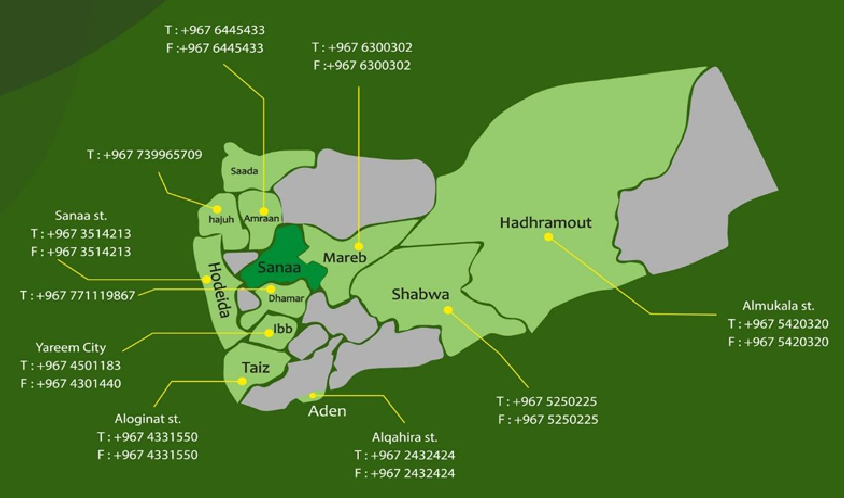 T : +967 6445433
F :+967 6445433
T : +967 6300302
F :+967 6300302
T : +967 739965709
Saada
hajuh
Amraan
Sanaa st.
T : +967 3514213
F : +967 3514213
Hodeida
Sanaa
Mareb
Hadhramout
T : +967 771119867
Dhamar
Shabwa
Almukala st.
T : +967 5420320
F : +967 5420320
Ibb
Yareem City
T : +967 4501183
F : +967 4301440
Taiz
Aden
T : +967 5250225
F : +967 5250225
Aloginat st.
T : +967 4331550
F : +967 4331550
Alqahira st.
T : +967 2432424
F : +967 2432424